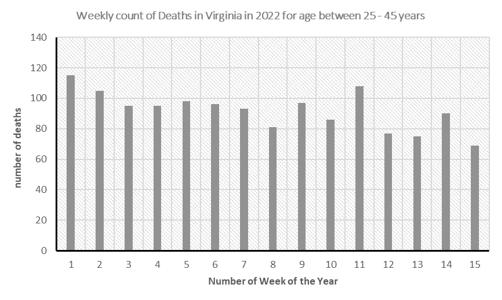 Weekly count of Deaths in Virginia in 2022 for age between 25 - 45 years
140
120
100
80
60
40
20
0
number of deaths
1 2 3 4 5 6 7 8 9 10 11 12 13 14 15
Number of Week of the Year